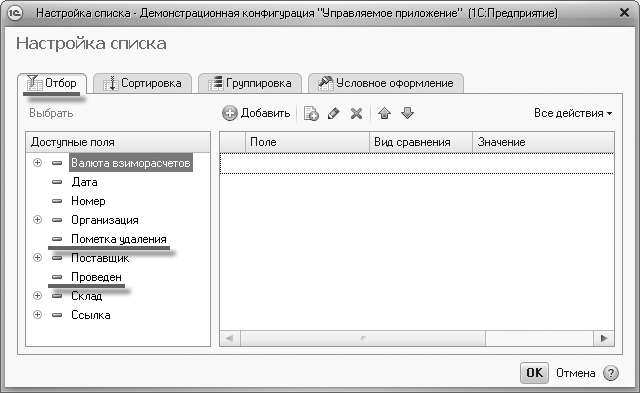 Настройка списка - Демонстрационная конфигурация "Управляемое приложение" (1С:Предприятие)
Настройка списка
Отбор Сортировка Группировка Условное оформление
Выбрать Добавить Все действия
Доступные поля Поле Вид сравнения Значение
Валюта взиморасчетов
Дата
Номер
Организация
Пометка удаления
Поставщик
Проведен
Склад
Ссылка
OK Отмена ?